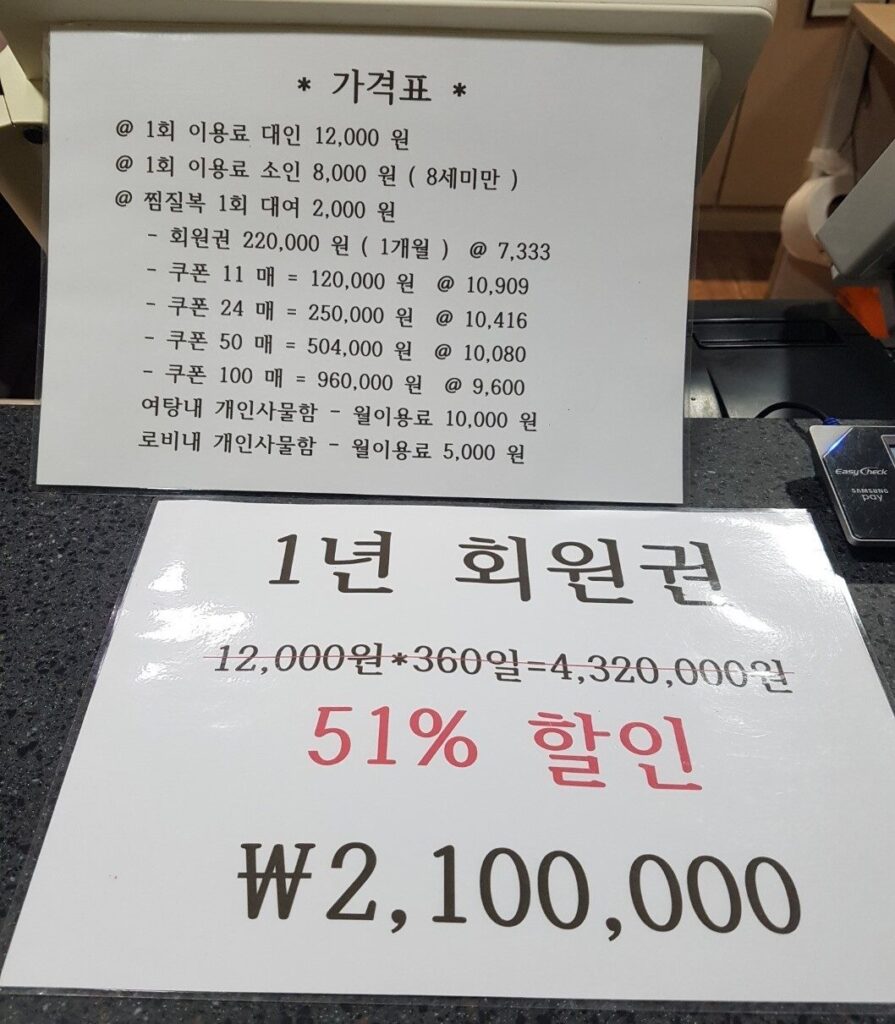 * 가격표 *
@ 1회 이용료 대인 12,000 원
@ 1회 이용료 소인 8,000 원 ( 8세미만 )
@ 찜질복 1회 대여 2,000 원
- 회원권 220,000 원 ( 1개월 ) @ 7,333
- 쿠폰 11 매 = 120,000 원 @ 10,909
- 쿠폰 24 매 = 250,000 원 @ 10,416
- 쿠폰 50 매 = 504,000 원 @ 10,080
- 쿠폰 100 매 = 960,000 원 @ 9,600
여탕내 개인사물함 - 월이용료 10,000 원
로비내 개인사물함 - 월이용료 5,000 원
EasyCheck
SAMSUNG
pay
1년 회원권
12,000원*360일=4,320,000원
51% 할인
₩2,100,000